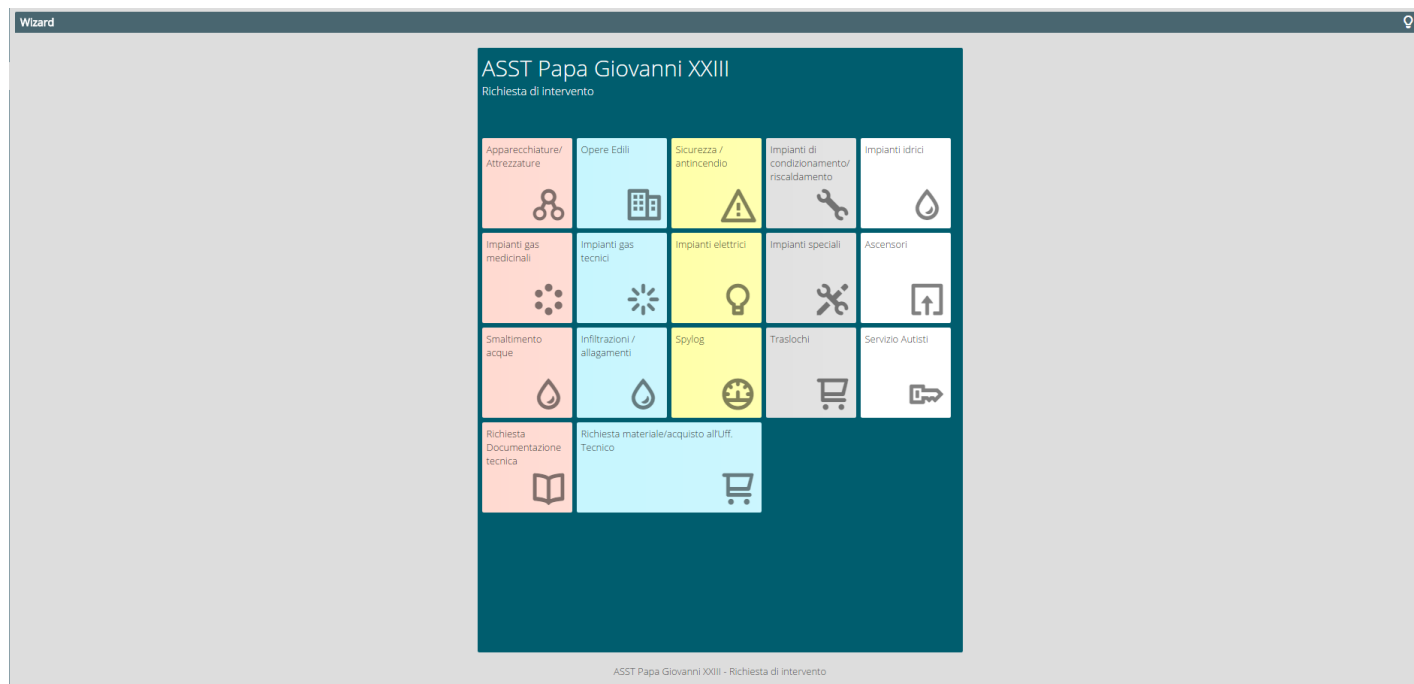 Wizard
ASST Papa Giovanni XXIII
Richiesta di intervento
Apparecchiature/
Attrezzature
Opere Edili
Sicurezza /
antincendio
Impianti di
condizionamento/
riscaldamento
Impianti idrici
Impianti gas
medicinali
Impianti gas
tecnici
Impianti elettrici
Impianti speciali
Ascensori
Smaltimento
acque
Infiltrazioni /
allagamenti
Spylog
Traslochi
Servizio Autisti
Richiesta
Documentazione
tecnica
Richiesta materiale/acquisto all'Uff.
Tecnico
ASST Papa Giovanni XXIII - Richiesta di intervento